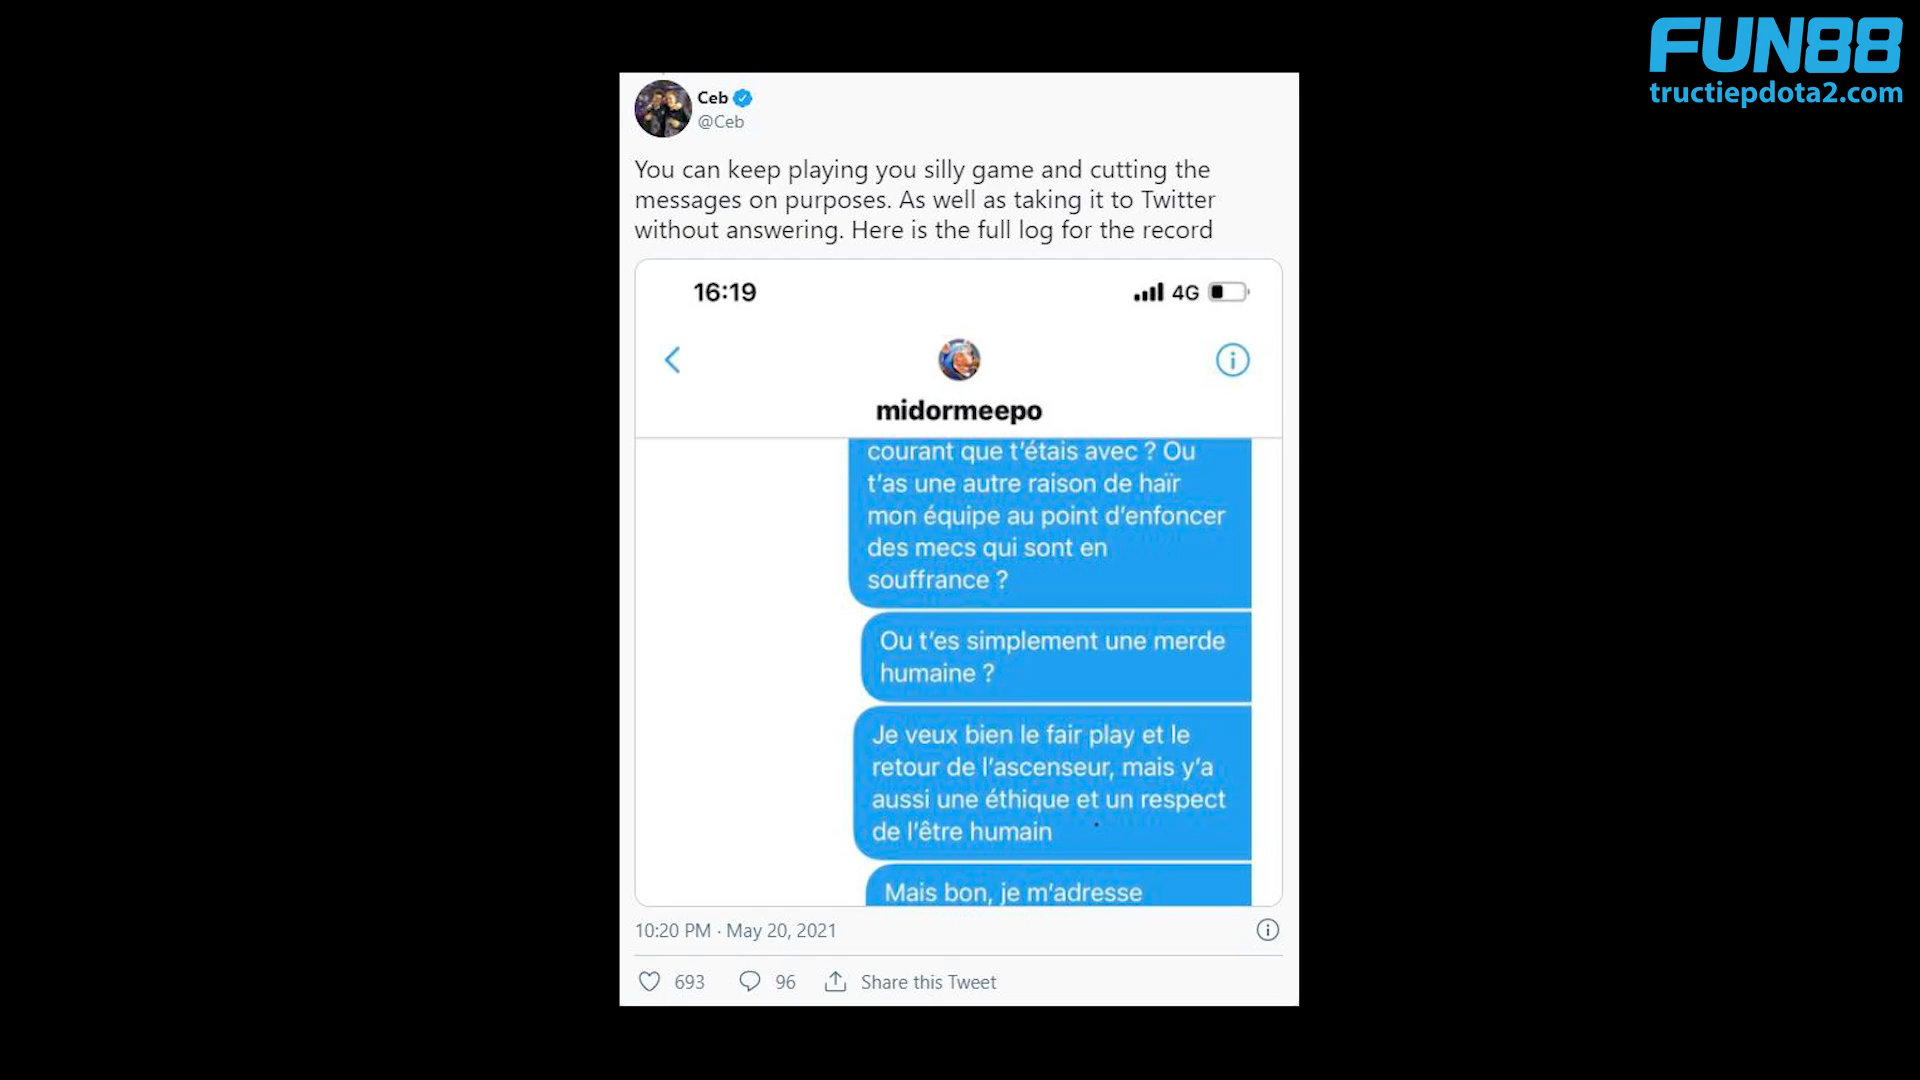 FUN88
tructiepdota2.com
Ceb
@Ceb
You can keep playing you silly game and cutting the
messages on purposes. As well as taking it to Twitter
without answering. Here is the full log for the record
16:19
4G
midormeepo
courant que t'étais avec ? Ou
t'as une autre raison de haïr
mon équipe au point d'enfoncer
des mecs qui sont en
souffrance ?
Ou t'es simplement une merde
humaine ?
Je veux bien le fair play et le
retour de l'ascenseur, mais y'a
aussi une éthique et un respect
de l'être humain
Mais bon, je m'adresse
10:20 PM · May 20, 2021
693
96
Share this Tweet